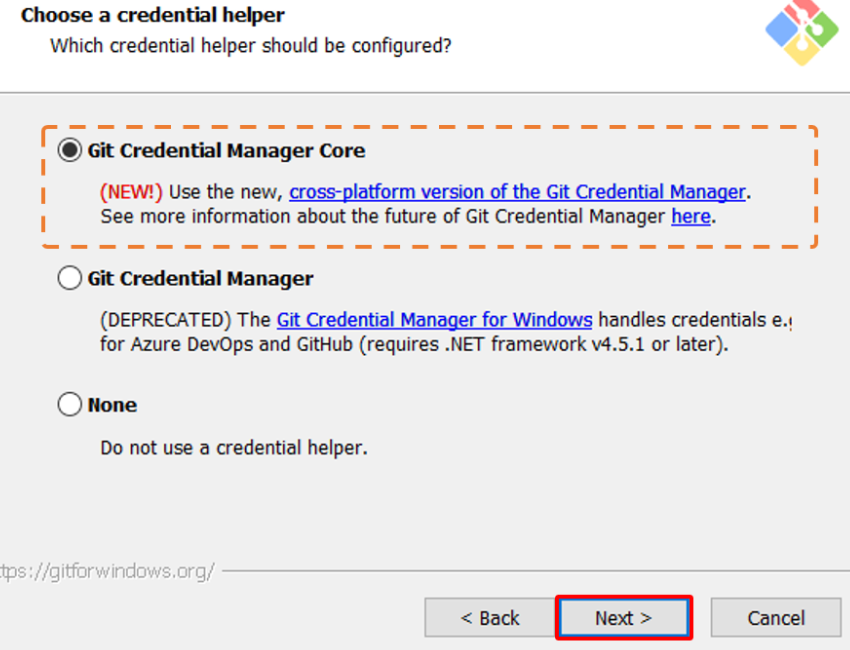 Choose a credential helper
Which credential helper should be configured?
Git Credential Manager Core
(NEW!) Use the new, cross-platform version of the Git Credential Manager.
See more information about the future of Git Credential Manager here.
Git Credential Manager
(DEPRECATED) The Git Credential Manager for Windows handles credentials e.g
for Azure DevOps and GitHub (requires .NET framework v4.5.1 or later).
None
Do not use a credential helper.
tps://gitforwindows.org/
< Back
Next >
Cancel